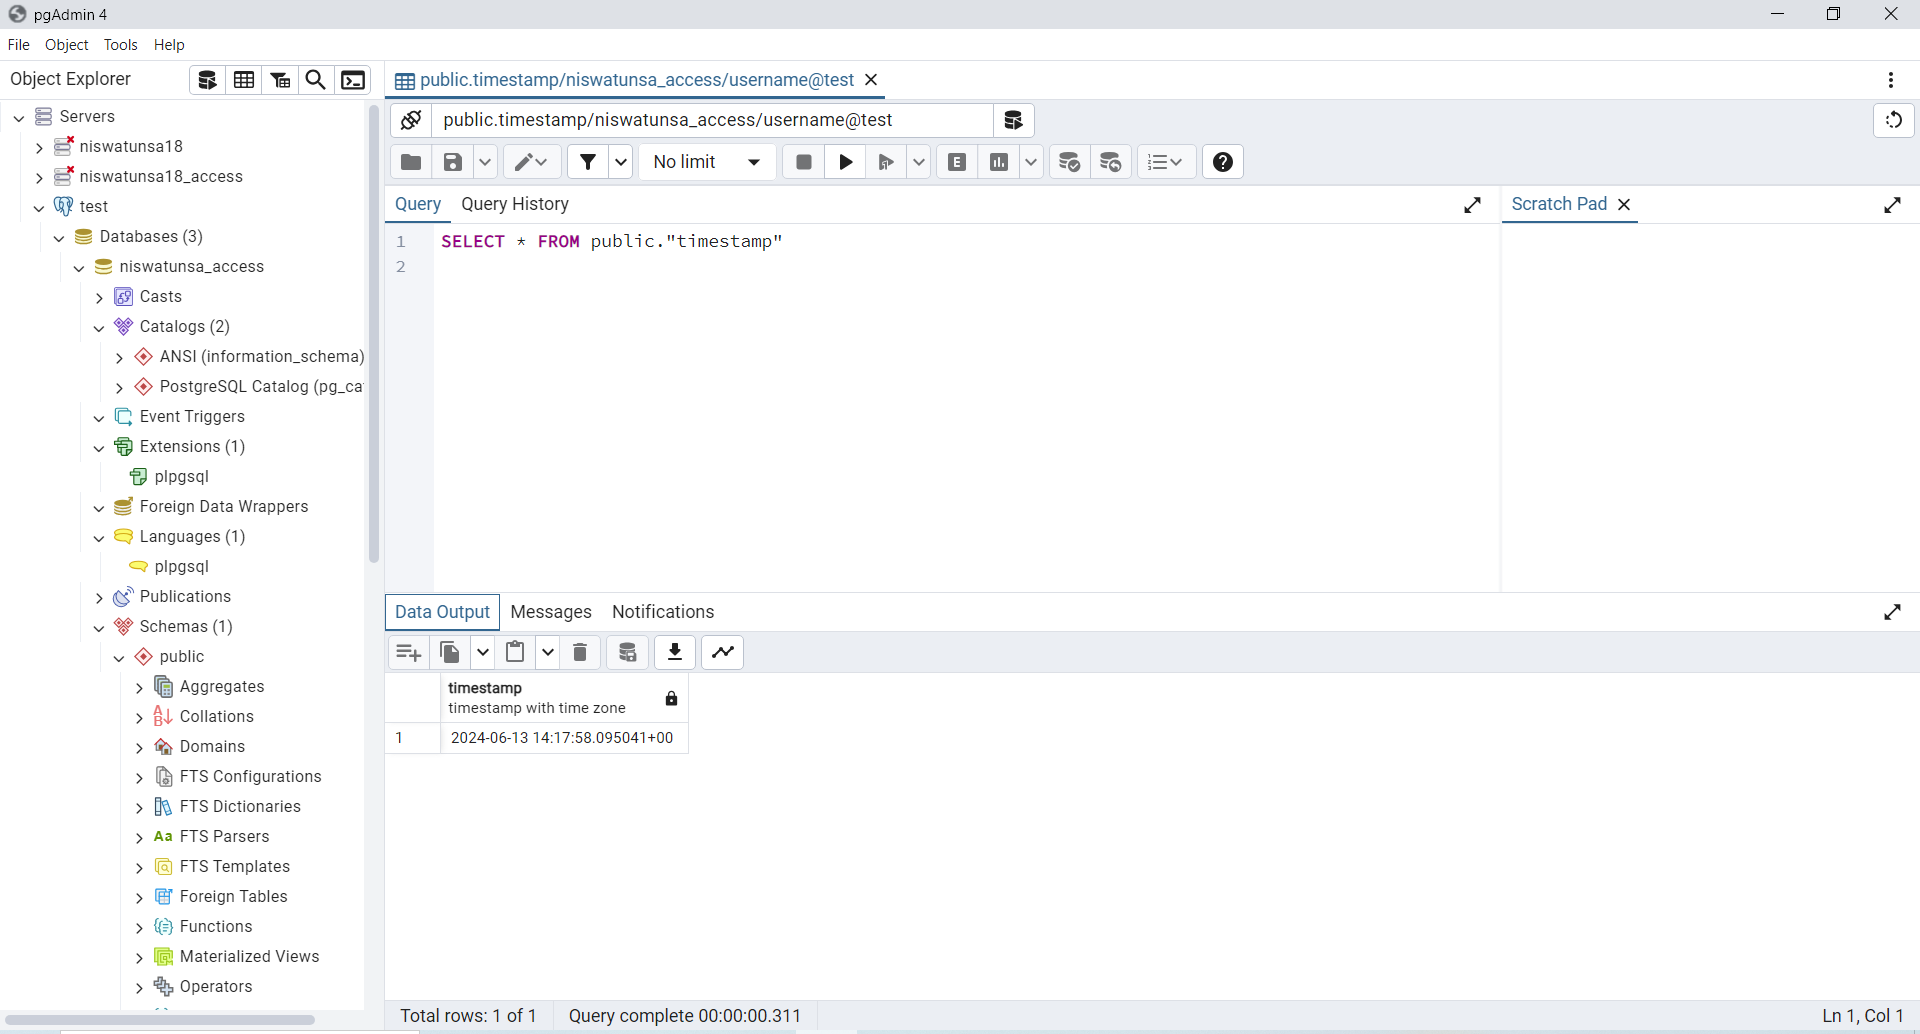 pgAdmin 4
File Object Tools Help
Object Explorer
Servers
niswatunsa18
niswatunsa18_access
test
Databases (3)
niswatunsa_access
Casts
Catalogs (2)
ANSI (information_schema)
PostgreSQL Catalog (pg_ca
Event Triggers
Extensions (1)
plpgsql
Foreign Data Wrappers
Languages (1)
plpgsql
Publications
Schemas (1)
public
Aggregates
Collations
Domains
FTS Configurations
FTS Dictionaries
Aa FTS Parsers
FTS Templates
Foreign Tables
Functions
Materialized Views
Operators
public.timestamp/niswatunsa_access/username@test
public.timestamp/niswatunsa_access/username@test
No limit
E
Query Query History
Scratch Pad
1 SELECT * FROM public."timestamp"
2
Data Output Messages Notifications
timestamp
timestamp with time zone
1 2024-06-13 14:17:58.095041+00
Total rows: 1 of 1 Query complete 00:00:00.311 Ln 1, Col 1